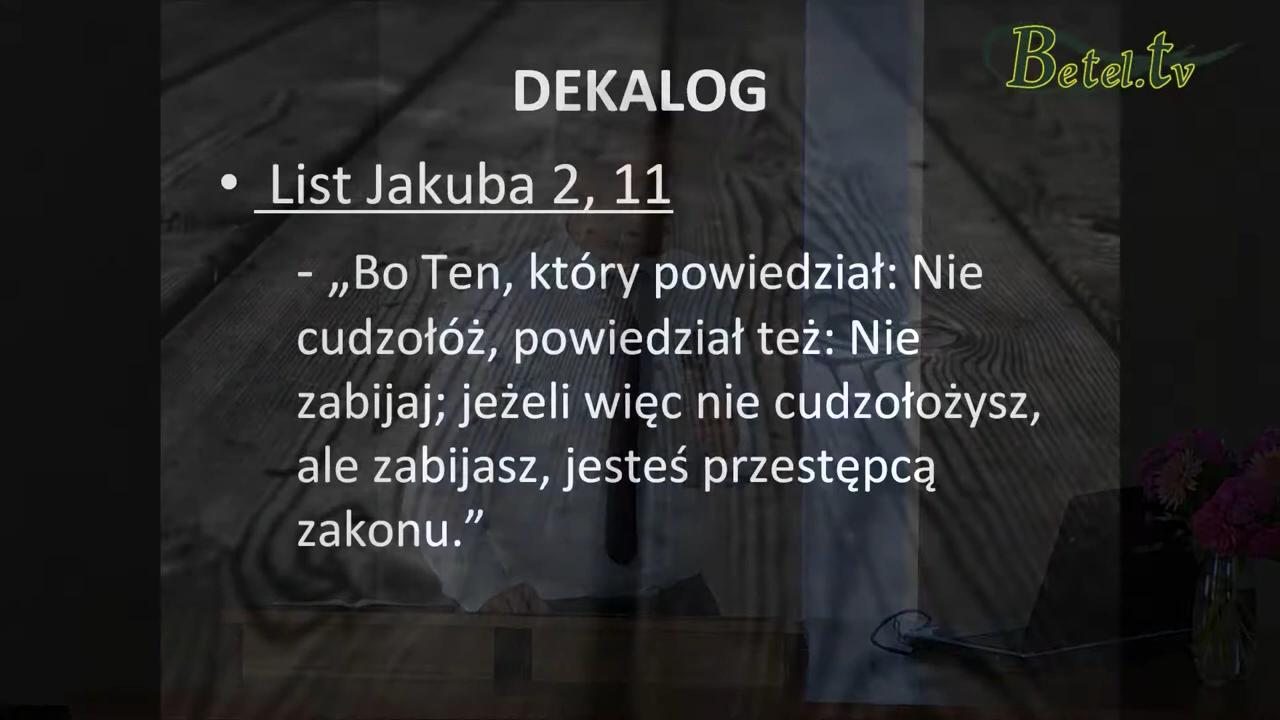 Betel.tv
DEKALOG
• List Jakuba 2, 11
- „Bo Ten, który powiedział: Nie
cudzołóż, powiedział też: Nie
zabijaj; jeżeli więc nie cudzołożysz,
ale zabijasz, jesteś przestępcą
zakonu.”